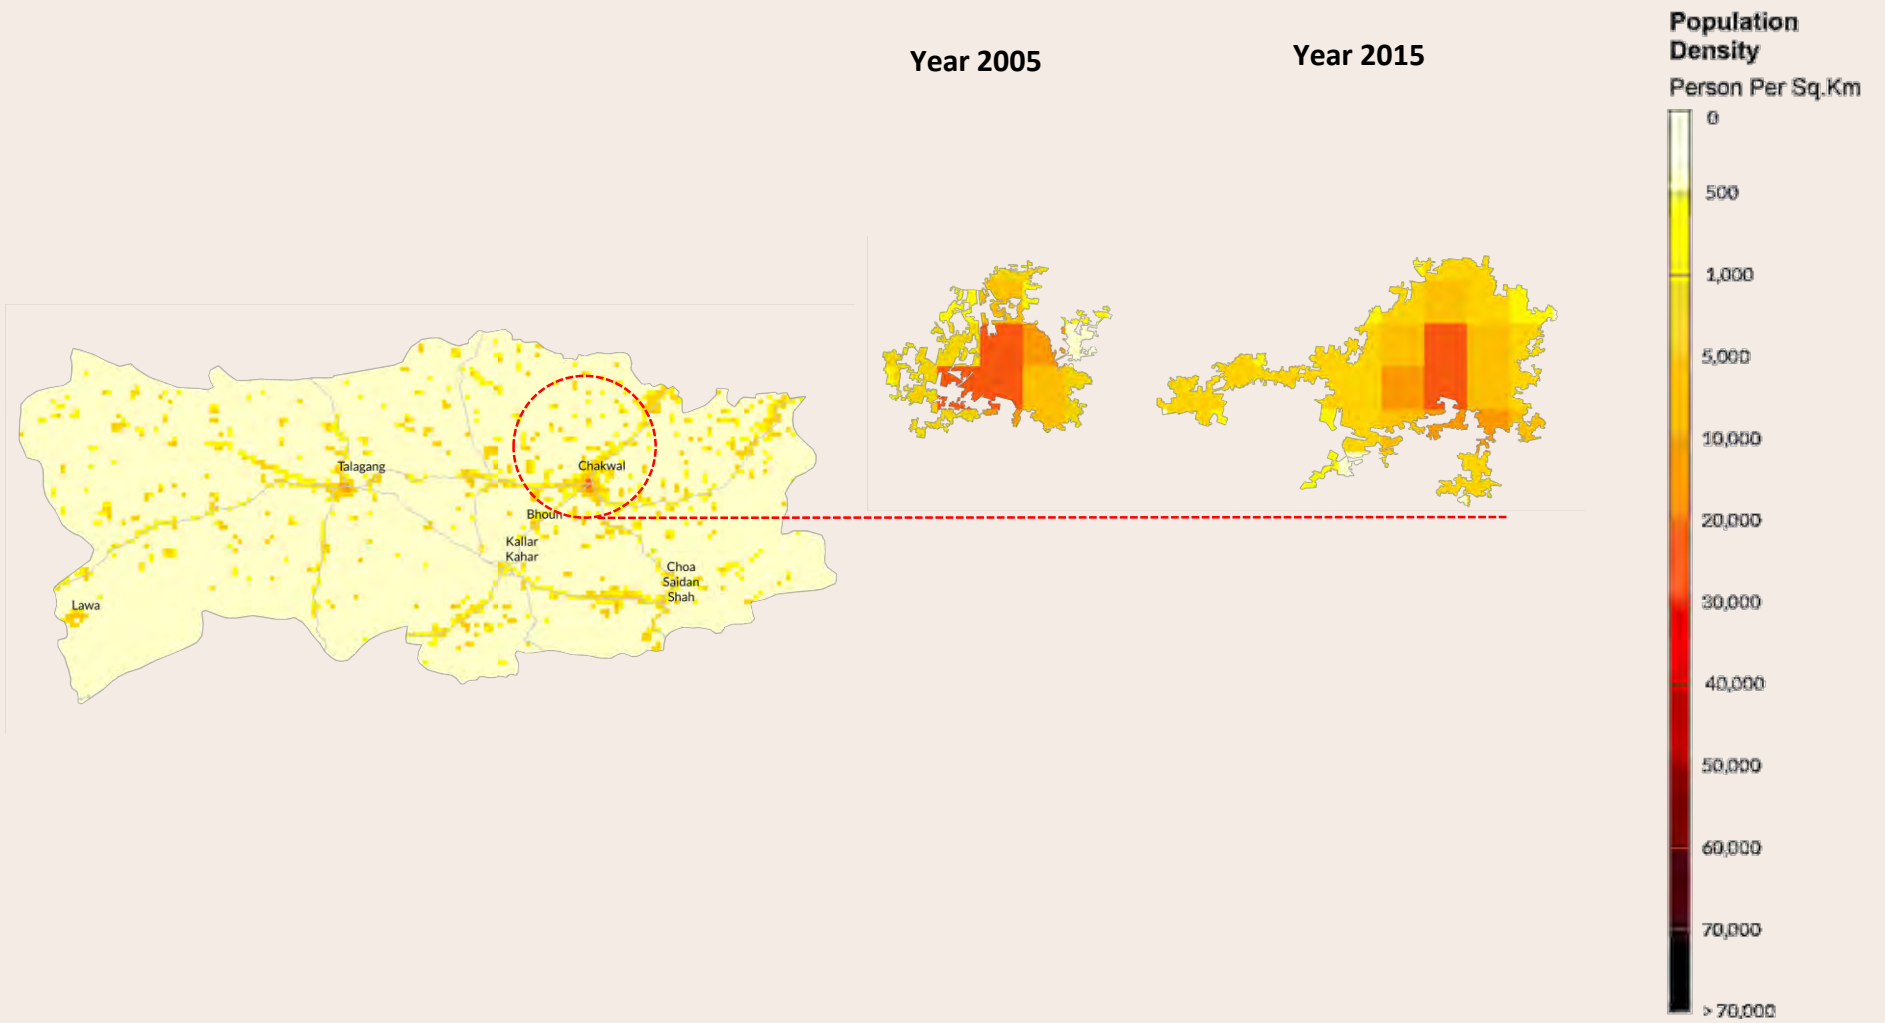 Year 2005
Year 2015
Population
Density
Person Per Sq.Km
0
500
1,000
5,000
10,000
20,000
30,000
40,000
50,000
60,000
70,000
> 70,000
Talagang
Chakwal
Bhoun
Kallar
Kahar
Choa
Saidan
Shah
Lawa